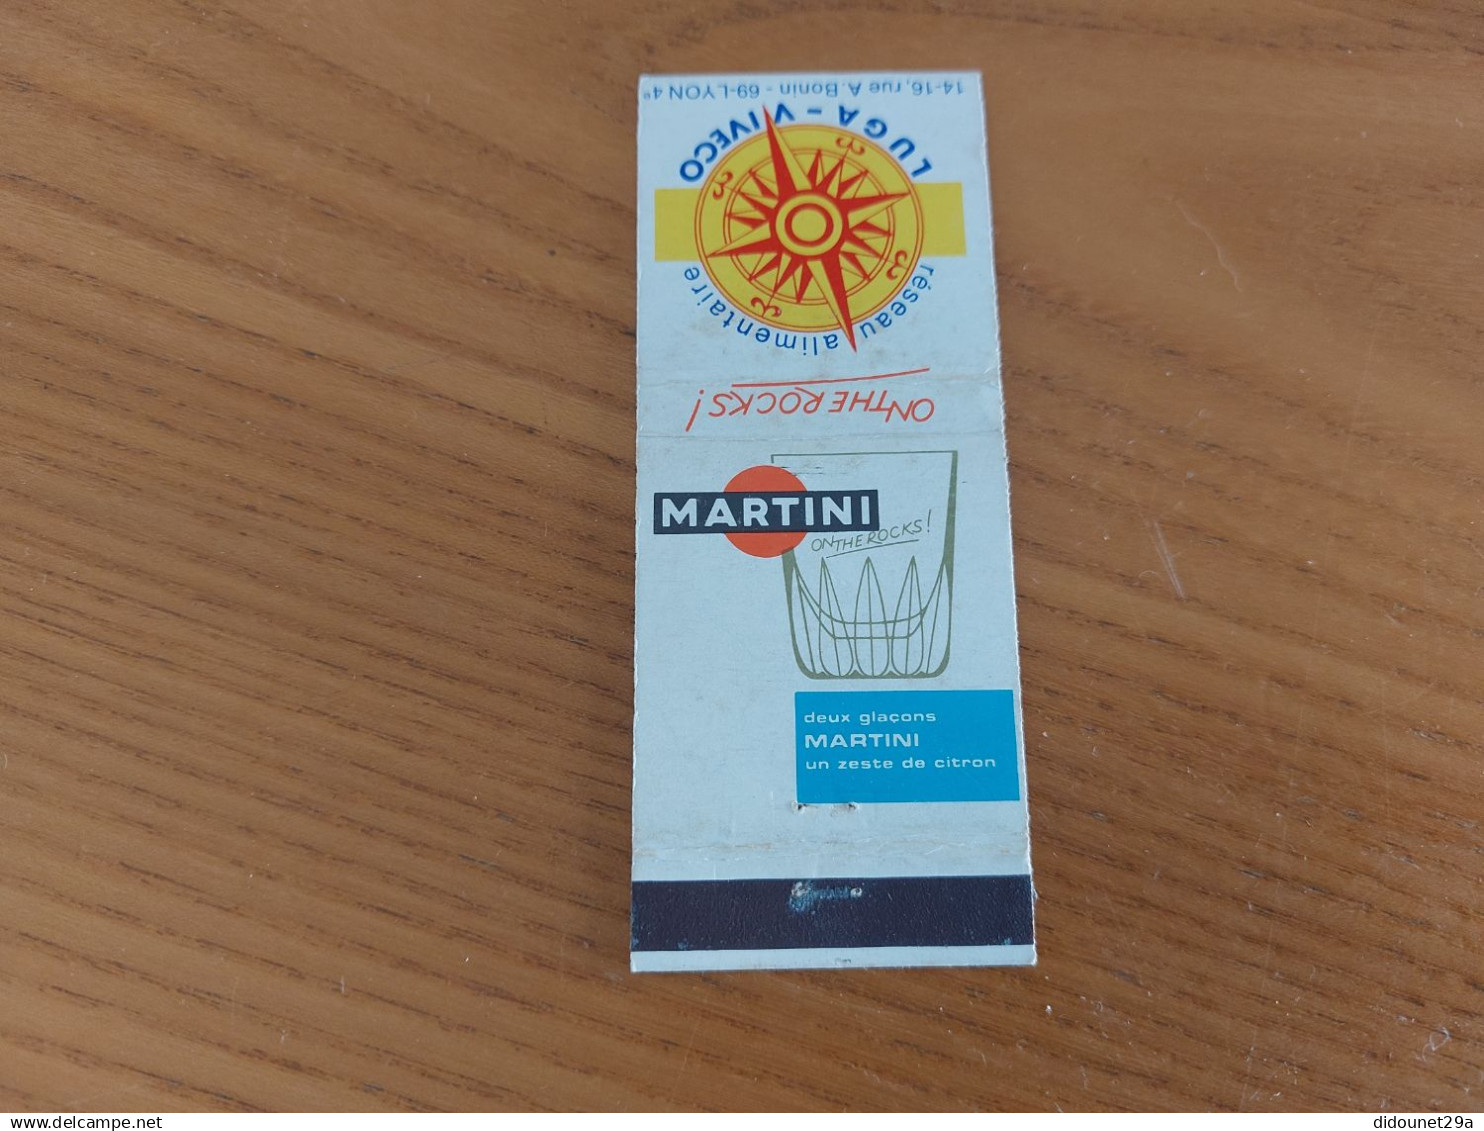 14-16, rue A. Bonin - 69-LYON 4e
LUGA - VIVECO
réseau alimentaire
ON THE ROCKS!
MARTINI
ON THE ROCKS!
deux glaçons
MARTINI
un zeste de citron
www.delcampe.net
didounet29a